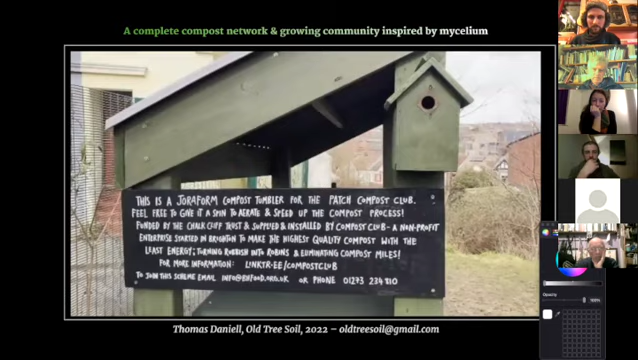 A complete compost network & growing community inspired by mycelium
THIS IS A JORAFORM COMPOST TUMBLER FOR THE PATCH COMPOST CLUB.
FEEL FREE TO GIVE IT A SPIN TO AERATE & SPEED UP THE COMPOST PROCESS!
FUNDED BY THE CHALK CLIFF TRUST & SUPPLIED & INSTALLED BY COMPOST CLUB - A NON-PROFIT
ENTERPRISE STARTED IN BRIGHTON TO MAKE THE HIGHEST QUALITY COMPOST WITH THE
LEAST ENERGY; TURNING RUBBISH INTO ROBINS & ELIMINATING COMPOST MILES!
FOR MORE INFORMATION: LINKTR.EE/COMPOSTCLUB
TO JOIN THIS SCHEME EMAIL INFO@BHFOOD.ORG.UK OR PHONE 01273 234810
Thomas Daniell, Old Tree Soil, 2022 – oldtreesoil@gmail.com
Opacity
100%